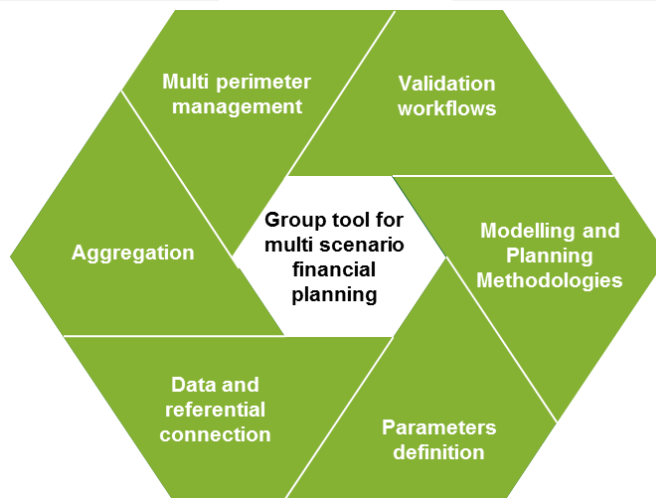 Multi perimeter
management
Validation
workflows
Aggregation
Group tool for
multi scenario
financial
planning
Modelling and
Planning
Methodologies
Data and
referential
connection
Parameters
definition